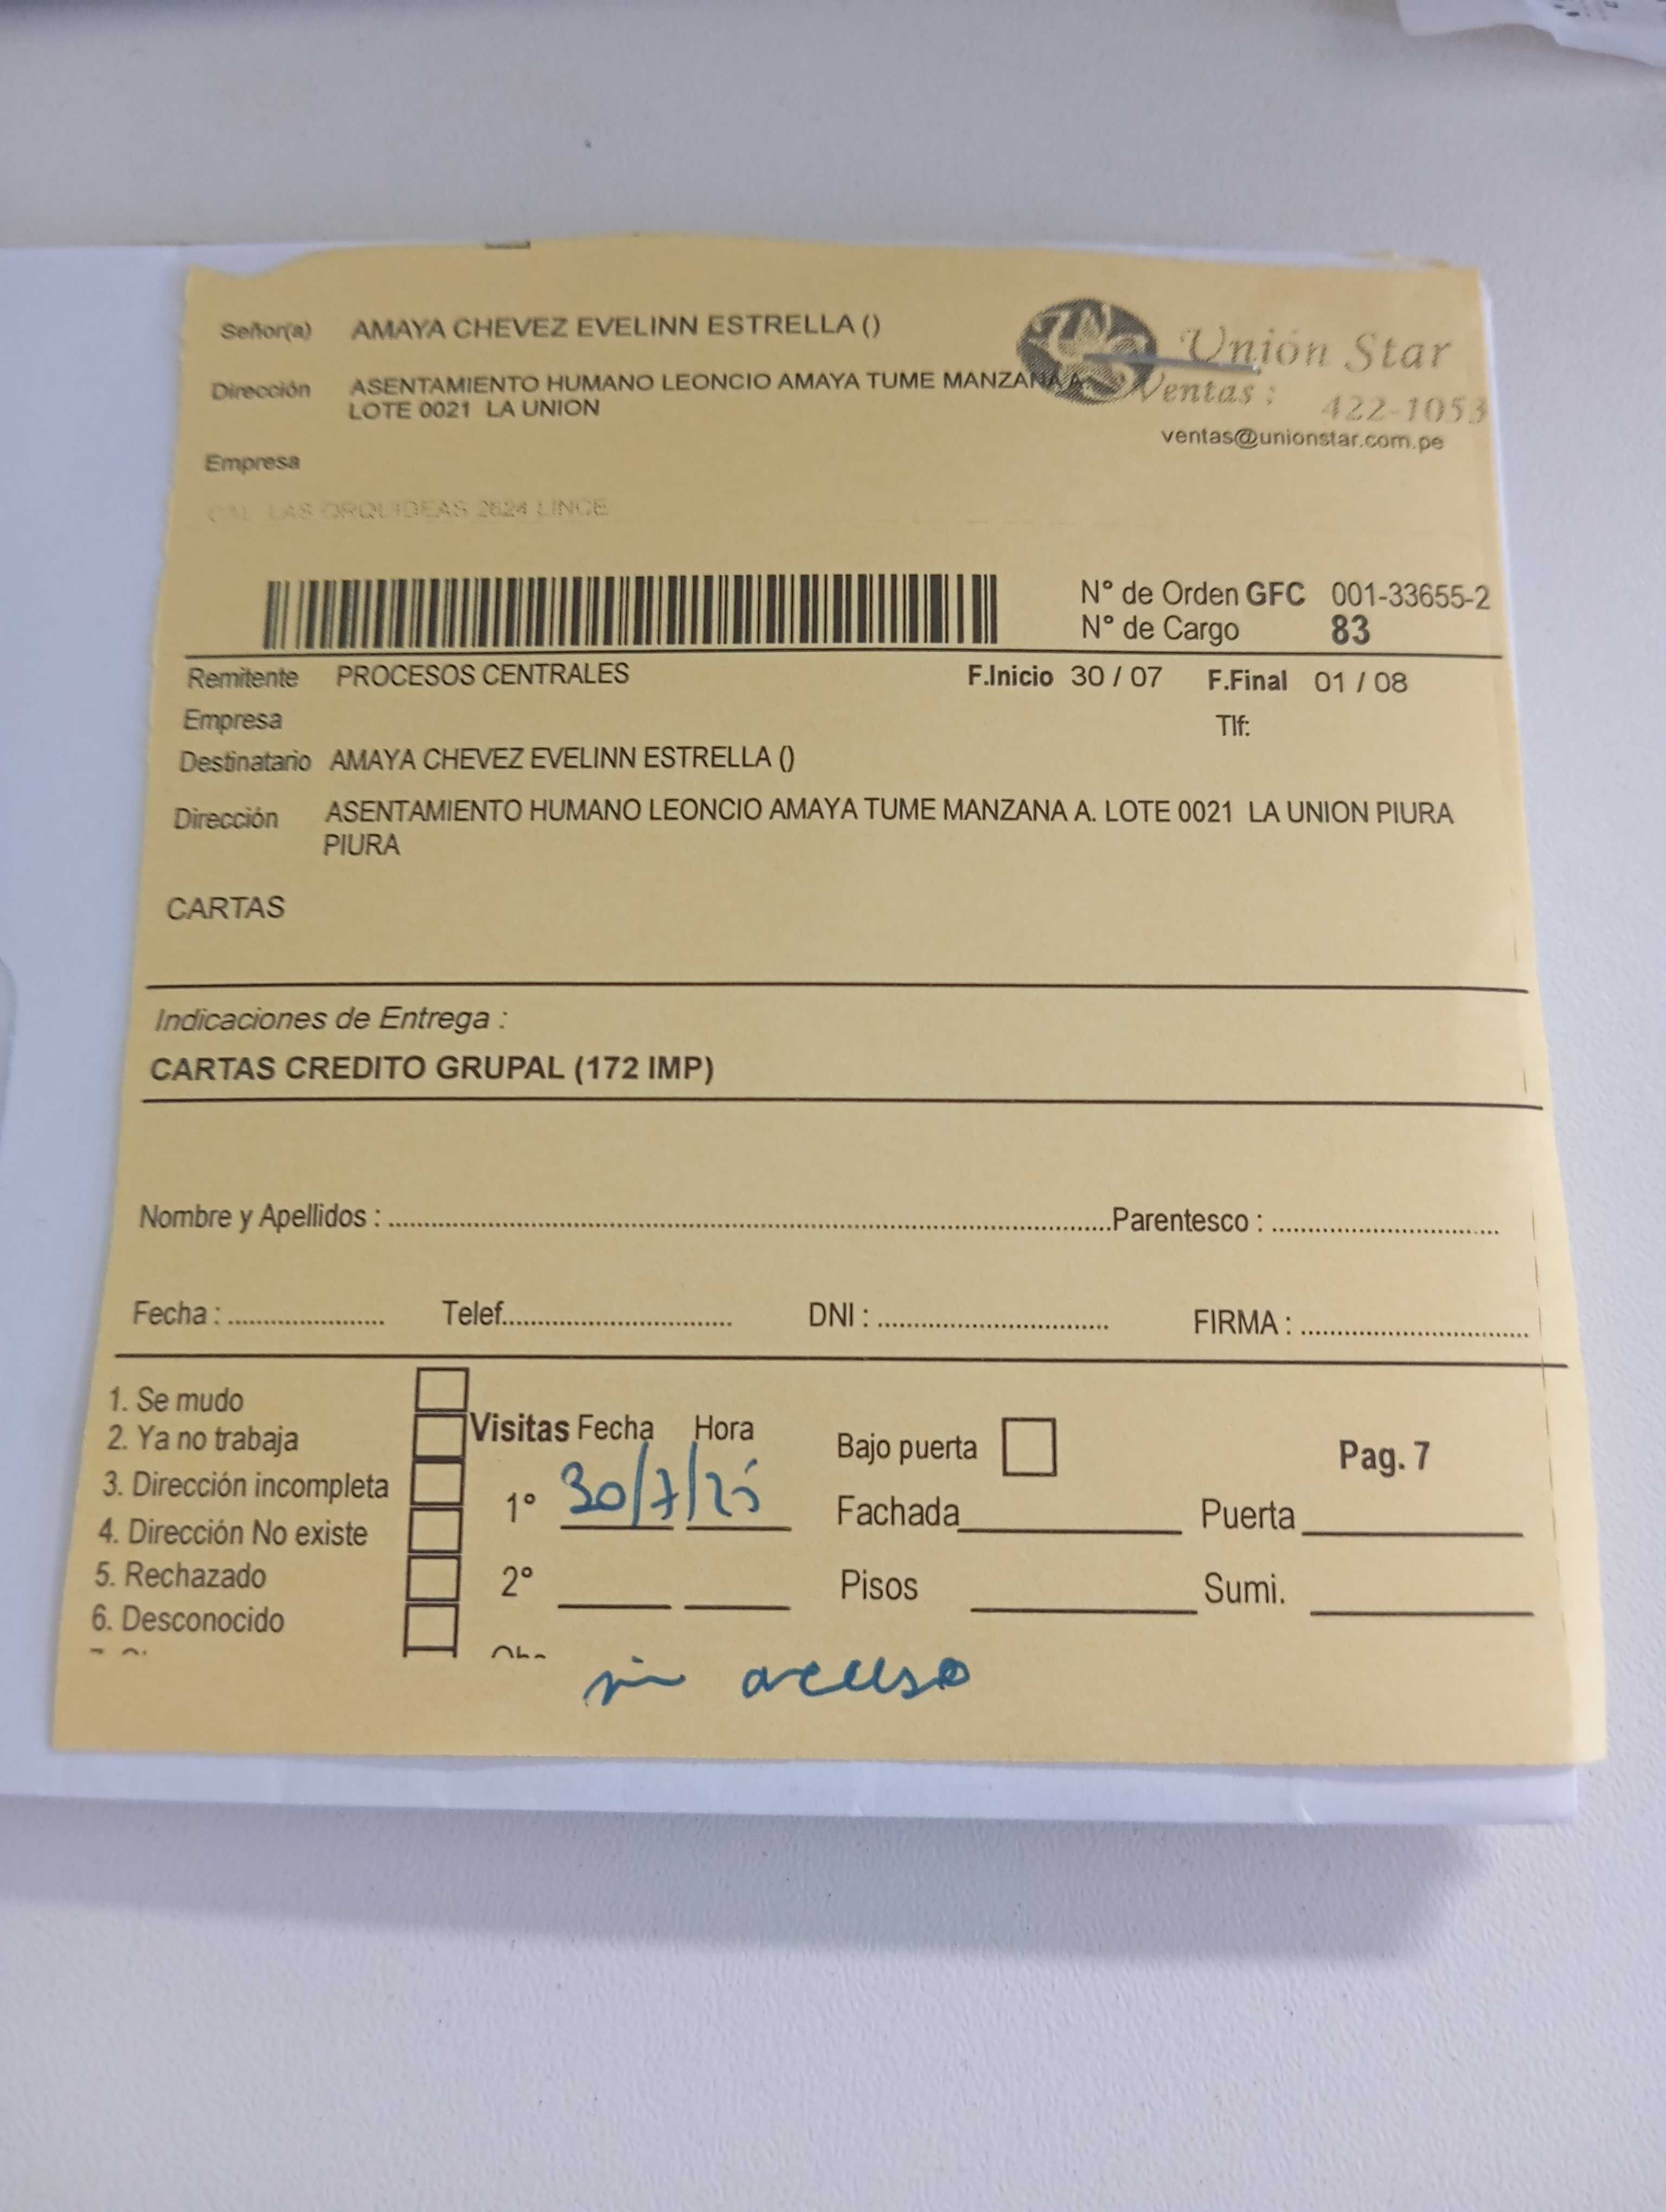 Señor(a) AMAYA CHEVEZ EVELINN ESTRELLA ()
Unión Star
Dirección ASENTAMIENTO HUMANO LEONCIO AMAYA TUME MANZANA A.
LOTE 0021 LA UNION
Ventas : 422-1053
ventas@unionstar.com.pe
Empresa
CAL LAS ORQUIDEAS 2624 LINCE
N° de Orden GFC 001-33655-2
N° de Cargo 83
Remitente PROCESOS CENTRALES F.Inicio 30 / 07 F.Final 01 / 08
Empresa Tlf:
Destinatario AMAYA CHEVEZ EVELINN ESTRELLA ()
Dirección ASENTAMIENTO HUMANO LEONCIO AMAYA TUME MANZANA A. LOTE 0021 LA UNION PIURA
PIURA
CARTAS
Indicaciones de Entrega :
CARTAS CREDITO GRUPAL (172 IMP)
Nombre y Apellidos : Parentesco :
Fecha : Telef. DNI : FIRMA :
1. Se mudo
2. Ya no trabaja
3. Dirección incompleta
4. Dirección No existe
5. Rechazado
6. Desconocido
Visitas Fecha Hora
1° 30/7/25
2°
Bajo puerta Pag. 7
Fachada Puerta
Pisos Sumi.
sin acuso